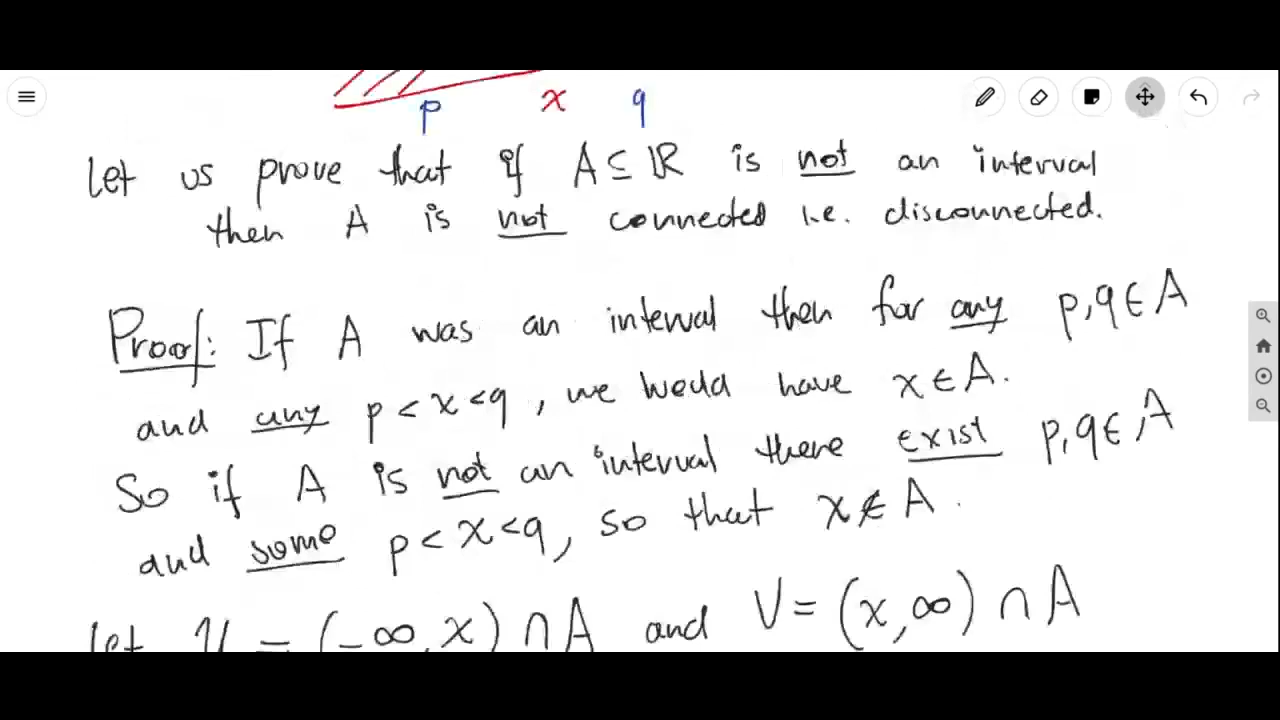 p x q
Let us prove that if A ⊆ ℝ is not an interval
then A is not connected i.e. disconnected.
Proof: If A was an interval then for any p, q ∈ A
and any p < x < q, we would have x ∈ A.
So if A is not an interval there exist p, q ∈ A
and some p < x < q, so that x ∉ A.
Let U = (-∞, x) ∩ A and V = (x, ∞) ∩ A